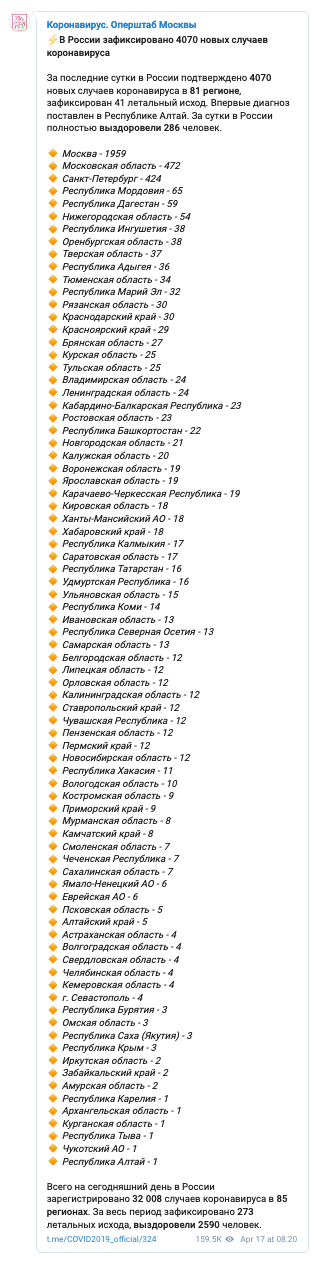 Коронавирус. Оперштаб Москвы
⚡В России зафиксировано 4070 новых случаев
коронавируса
За последние сутки в России подтверждено 4070
новых случаев коронавируса в 81 регионе,
зафиксирован 41 летальный исход. Впервые диагноз
поставлен в Республике Алтай. За сутки в России
полностью выздоровели 286 человек.
🔸 Москва - 1959
🔸 Московская область - 472
🔸 Санкт-Петербург - 424
🔸 Республика Мордовия - 65
🔸 Республика Дагестан - 59
🔸 Нижегородская область - 54
🔸 Республика Ингушетия - 38
🔸 Оренбургская область - 38
🔸 Тверская область - 37
🔸 Республика Адыгея - 36
🔸 Тюменская область - 34
🔸 Республика Марий Эл - 32
🔸 Рязанская область - 30
🔸 Краснодарский край - 30
🔸 Красноярский край - 29
🔸 Брянская область - 27
🔸 Курская область - 25
🔸 Тульская область - 25
🔸 Владимирская область - 24
🔸 Ленинградская область - 24
🔸 Кабардино-Балкарская Республика - 23
🔸 Ростовская область - 23
🔸 Республика Башкортостан - 22
🔸 Новгородская область - 21
🔸 Калужская область - 20
🔸 Воронежская область - 19
🔸 Ярославская область - 19
🔸 Карачаево-Черкесская Республика - 19
🔸 Кировская область - 18
🔸 Ханты-Мансийский АО - 18
🔸 Хабаровский край - 18
🔸 Республика Калмыкия - 17
🔸 Саратовская область - 17
🔸 Республика Татарстан - 16
🔸 Удмуртская Республика - 16
🔸 Ульяновская область - 15
🔸 Республика Коми - 14
🔸 Ивановская область - 13
🔸 Республика Северная Осетия - 13
🔸 Самарская область - 13
🔸 Белгородская область - 12
🔸 Липецкая область - 12
🔸 Орловская область - 12
🔸 Калининградская область - 12
🔸 Ставропольский край - 12
🔸 Чувашская Республика - 12
🔸 Пензенская область - 12
🔸 Пермский край - 12
🔸 Новосибирская область - 12
🔸 Республика Хакасия - 11
🔸 Вологодская область - 10
🔸 Костромская область - 9
🔸 Приморский край - 9
🔸 Мурманская область - 8
🔸 Камчатский край - 8
🔸 Смоленская область - 7
🔸 Чеченская Республика - 7
🔸 Сахалинская область - 7
🔸 Ямало-Ненецкий АО - 6
🔸 Еврейская АО - 6
🔸 Псковская область - 5
🔸 Алтайский край - 5
🔸 Астраханская область - 4
🔸 Волгоградская область - 4
🔸 Свердловская область - 4
🔸 Челябинская область - 4
🔸 Кемеровская область - 4
🔸 г. Севастополь - 4
🔸 Республика Бурятия - 3
🔸 Омская область - 3
🔸 Республика Саха (Якутия) - 3
🔸 Республика Крым - 3
🔸 Иркутская область - 2
🔸 Забайкальский край - 2
🔸 Амурская область - 2
🔸 Республика Карелия - 1
🔸 Архангельская область - 1
🔸 Курганская область - 1
🔸 Республика Тыва - 1
🔸 Чукотский АО - 1
🔸 Республика Алтай - 1
Всего на сегодняшний день в России
зарегистрировано 32 008 случаев коронавируса в 85
регионах. За весь период зафиксировано 273
летальных исхода, выздоровели 2590 человек.
t.me/COVID2019_official/324 159.5K Apr 17 at 08:20